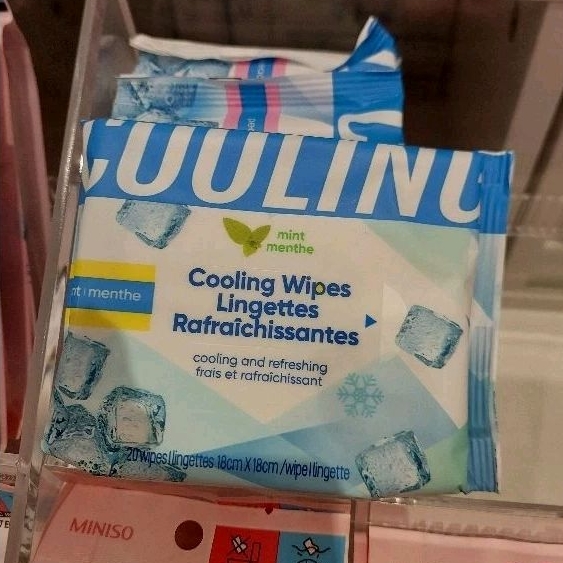 COOLING
mint
menthe
nt | menthe
Cooling Wipes
Lingettes
Rafraîchissantes
cooling and refreshing
frais et rafraîchissant
20 wipes | lingettes 18cm X 18cm /wipe | lingette
MINISO